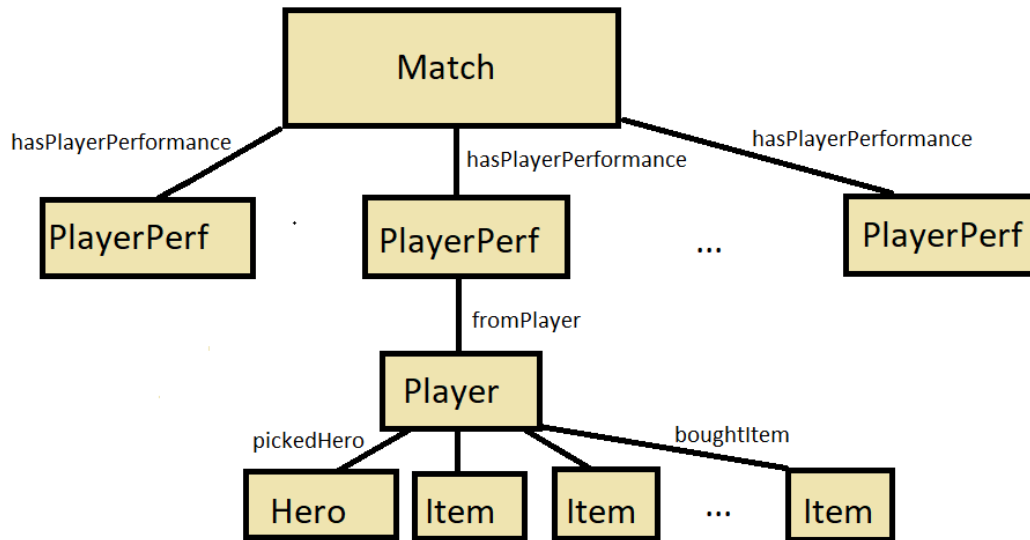 Match
hasPlayerPerformance
hasPlayerPerformance
hasPlayerPerformance
PlayerPerf
PlayerPerf
...
PlayerPerf
fromPlayer
Player
pickedHero
boughtItem
Hero
Item
Item
...
Item